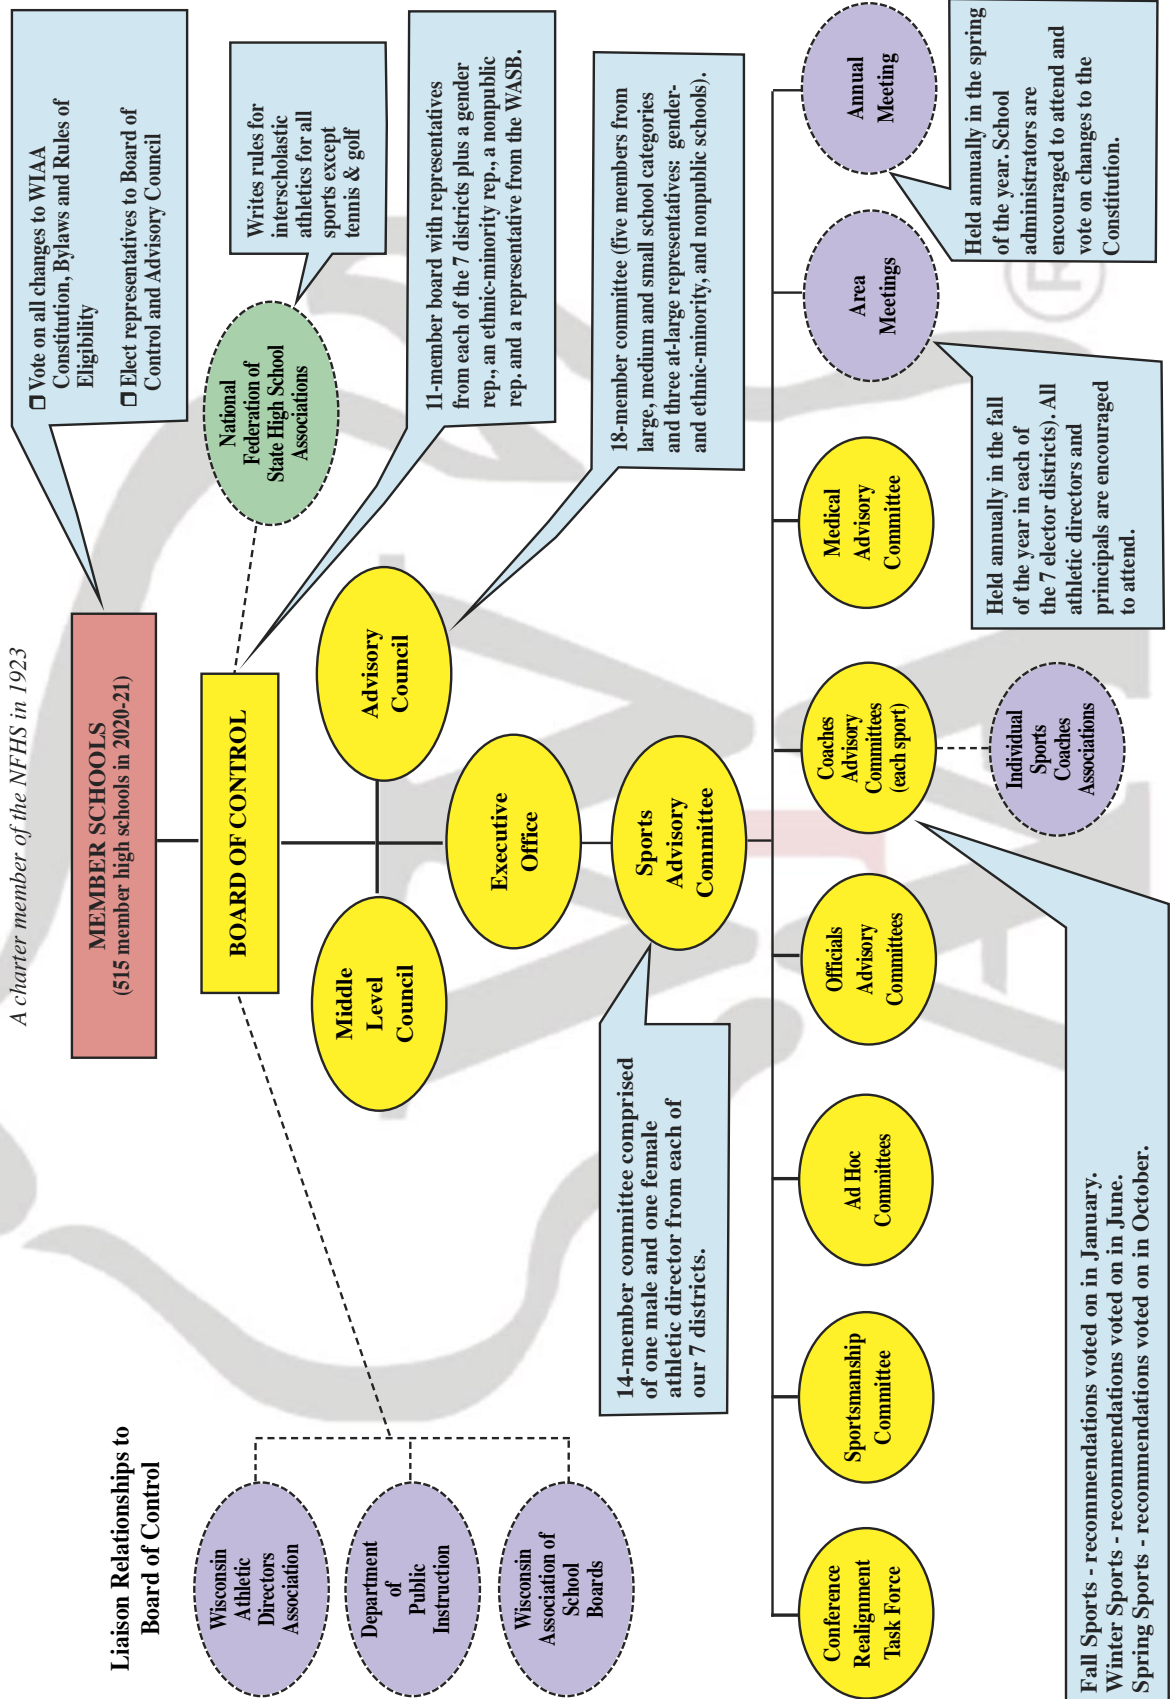 A charter member of the NFHS in 1923
MEMBER SCHOOLS
(515 member high schools in 2020-21)
❒ Vote on all changes to WIAA
Constitution, Bylaws and Rules of
Eligibility
❒ Elect representatives to Board of
Control and Advisory Council
Liaison Relationships to
Board of Control
BOARD OF CONTROL
National
Federation of
State High School
Associations
Writes rules for
interscholastic
athletics for all
sports except
tennis & golf
Wisconsin
Athletic
Directors
Association
Department
of
Public
Instruction
Wisconsin
Association of
School
Boards
Middle
Level
Council
Advisory
Council
11-member board with representatives
from each of the 7 districts plus a gender
rep., an ethnic-minority rep., a nonpublic
rep. and a representative from the WASB.
Executive
Office
18-member committee (five members from
large, medium and small school categories
and three at-large representatives: gender-
and ethnic-minority, and nonpublic schools).
Sports
Advisory
Committee
14-member committee comprised
of one male and one female
athletic director from each of
our 7 districts.
Conference
Realignment
Task Force
Sportsmanship
Committee
Ad Hoc
Committees
Officials
Advisory
Committees
Coaches
Advisory
Committees
(each sport)
Medical
Advisory
Committee
Area
Meetings
Annual
Meeting
Individual
Sports
Coaches
Associations
Held annually in the fall
of the year in each of
the 7 elector districts). All
athletic directors and
principals are encouraged
to attend.
Held annually in the spring
of the year. School
administrators are
encouraged to attend and
vote on changes to the
Constitution.
Fall Sports - recommendations voted on in January.
Winter Sports - recommendations voted on in June.
Spring Sports - recommendations voted on in October.
WIAA
®